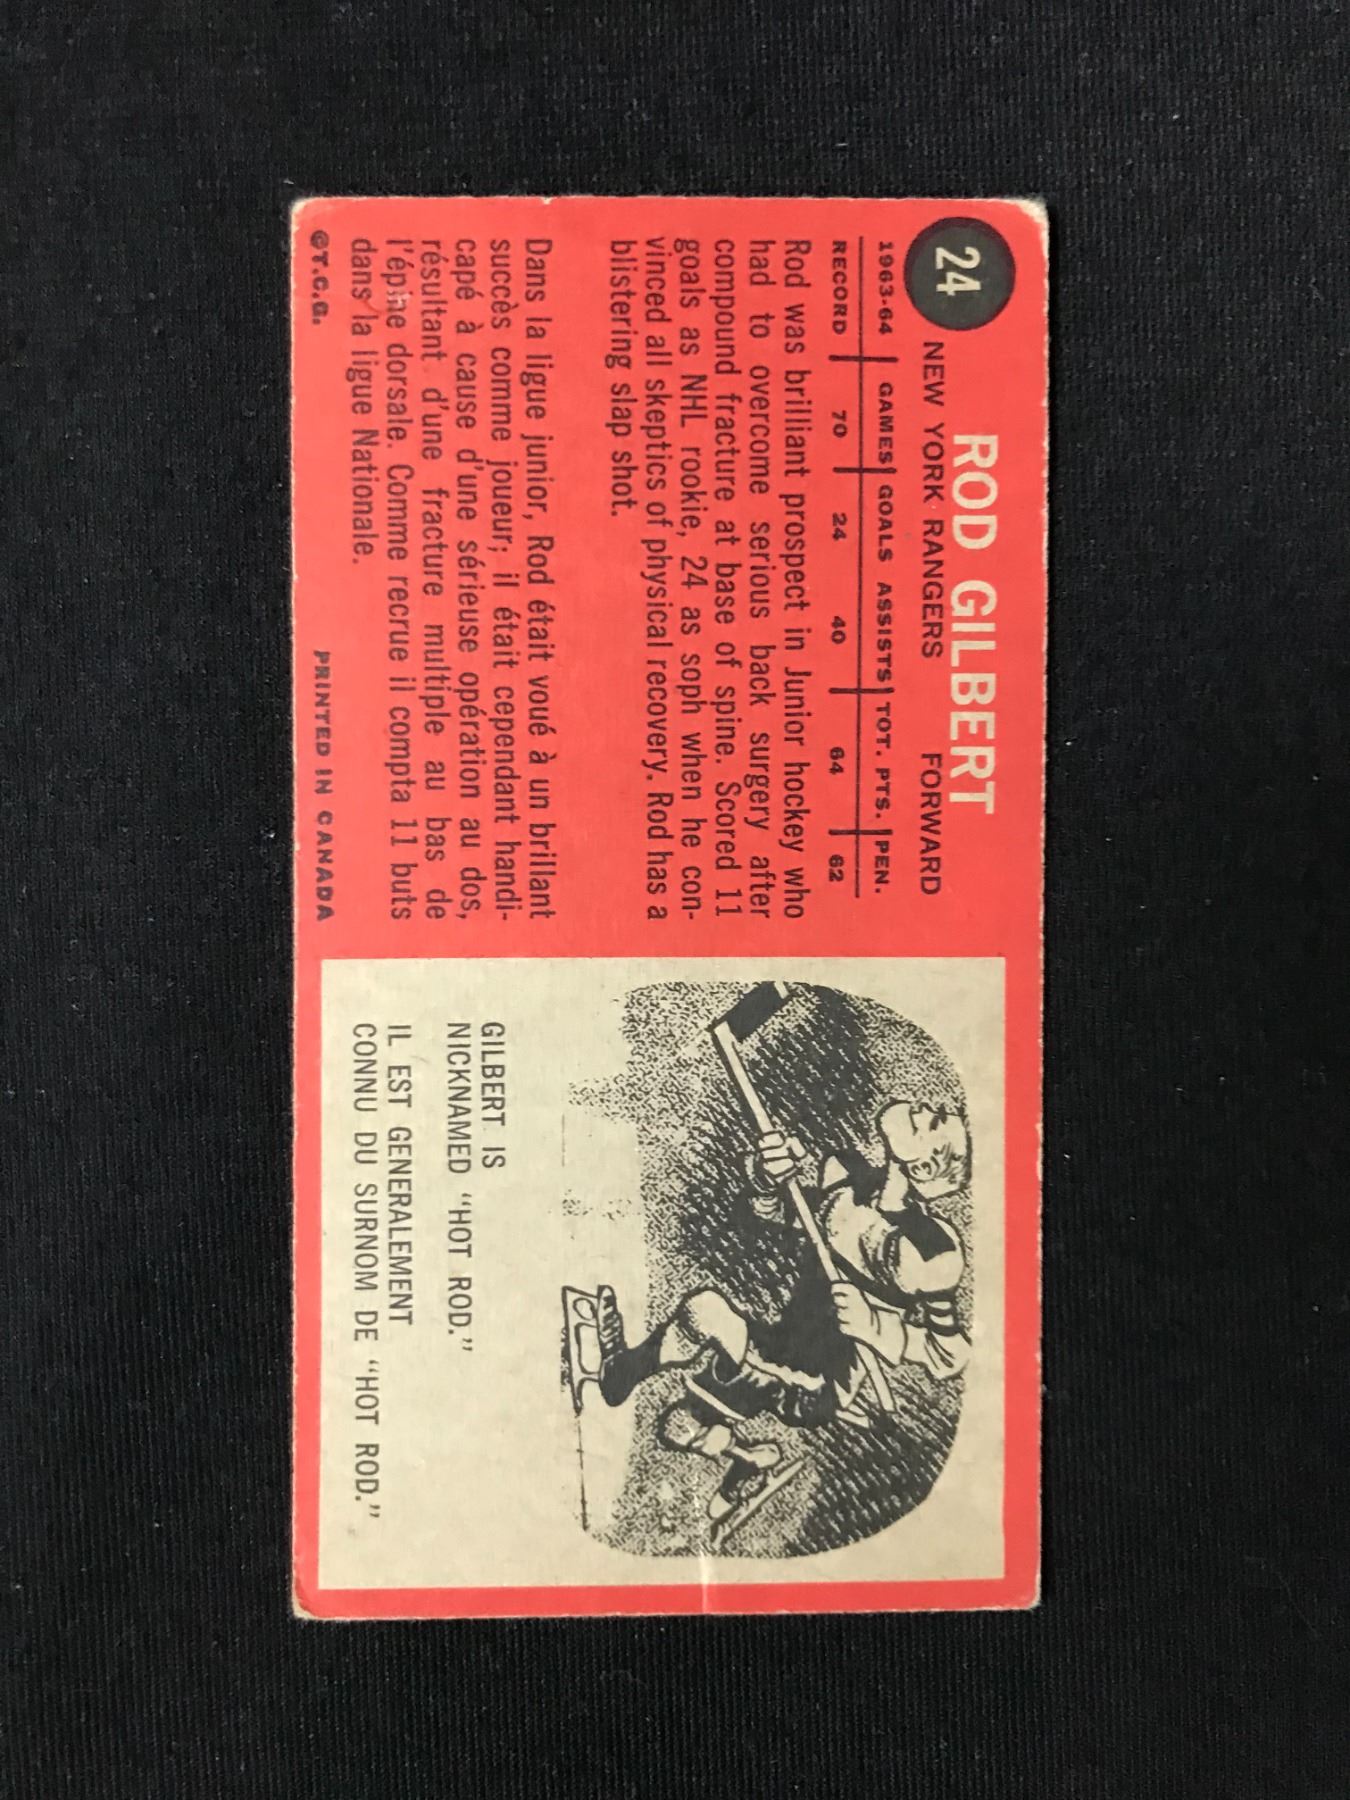 24
ROD GILBERT
NEW YORK RANGERS FORWARD
1963-64 GAMES GOALS ASSISTS TOT. PTS. PEN.
RECORD 70 24 40 64 62
Rod was brilliant prospect in Junior hockey who
had to overcome serious back surgery after
compound fracture at base of spine. Scored 11
goals as NHL rookie, 24 as soph when he con-
vinced all skeptics of physical recovery. Rod has a
blistering slap shot.
Dans la ligue junior, Rod était voué à un brillant
succès comme joueur; il était cependant handi-
capé à cause d'une sérieuse opération au dos,
résultant d'une fracture multiple au bas de
l'épine dorsale. Comme recrue il compta 11 buts
dans la ligue Nationale.
©T.C.G. PRINTED IN CANADA
GILBERT IS
NICKNAMED "HOT ROD."
IL EST GENERALEMENT
CONNU DU SURNOM DE "HOT ROD."